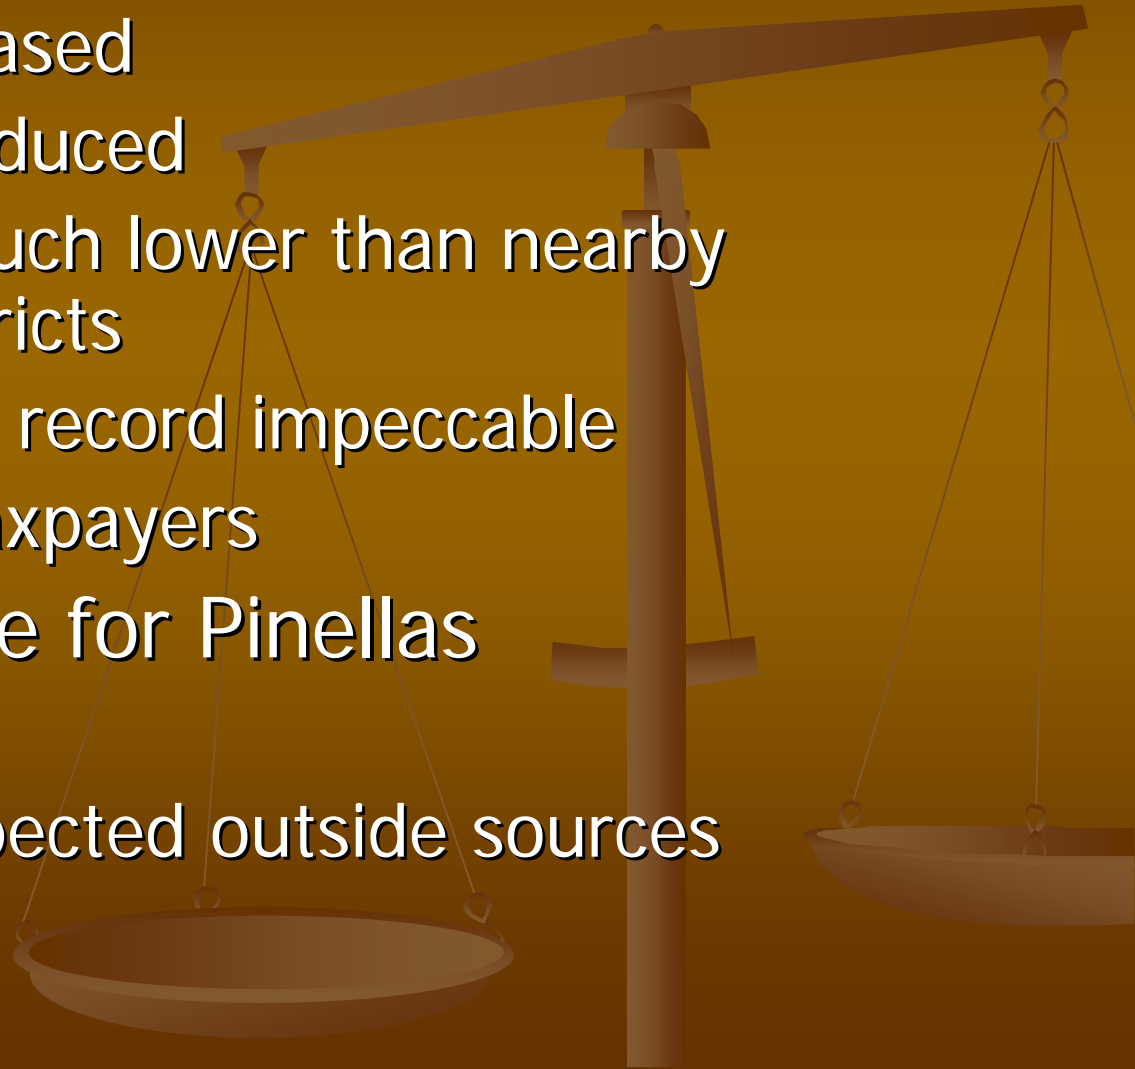 ased
duced
uch lower than nearby
ricts
record impeccable
axpayers
e for Pinellas
pected outside sources